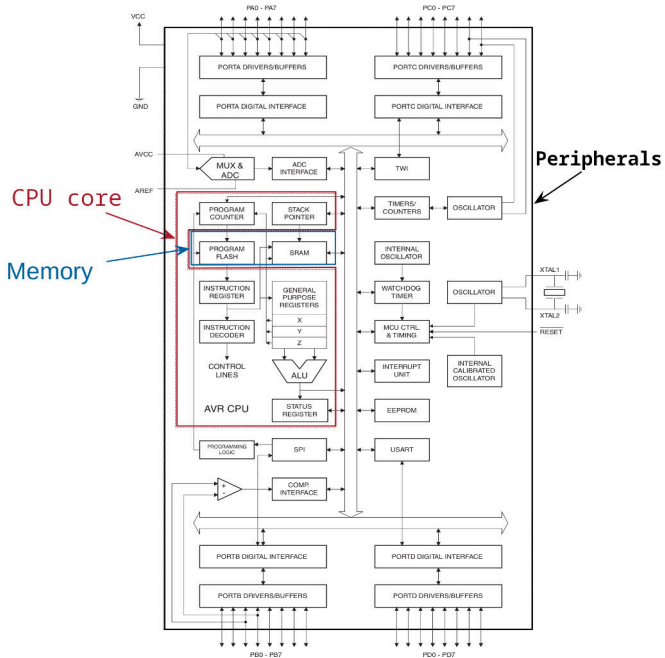 PA0 - PA7
PC0 - PC7
VCC
PORTA DRIVERS/BUFFERS
PORTC DRIVERS/BUFFERS
GND
PORTA DIGITAL INTERFACE
PORTC DIGITAL INTERFACE
AVCC
MUX &
ADC
ADC
INTERFACE
TWI
Peripherals
AREF
CPU core
PROGRAM
COUNTER
STACK
POINTER
TIMERS/
COUNTERS
OSCILLATOR
Memory
PROGRAM
FLASH
SRAM
INTERNAL
OSCILLATOR
XTAL1
INSTRUCTION
REGISTER
GENERAL
PURPOSE
REGISTERS
WATCHDOG
TIMER
OSCILLATOR
XTAL2
X
INSTRUCTION
DECODER
Y
MCU CTRL.
& TIMING
RESET
Z
CONTROL
LINES
ALU
INTERRUPT
UNIT
INTERNAL
CALIBRATED
OSCILLATOR
AVR CPU
STATUS
REGISTER
EEPROM
PROGRAMMING
LOGIC
SPI
USART
+
-
COMP.
INTERFACE
PORTB DIGITAL INTERFACE
PORTD DIGITAL INTERFACE
PORTB DRIVERS/BUFFERS
PORTD DRIVERS/BUFFERS
PB0 - PB7
PD0 - PD7